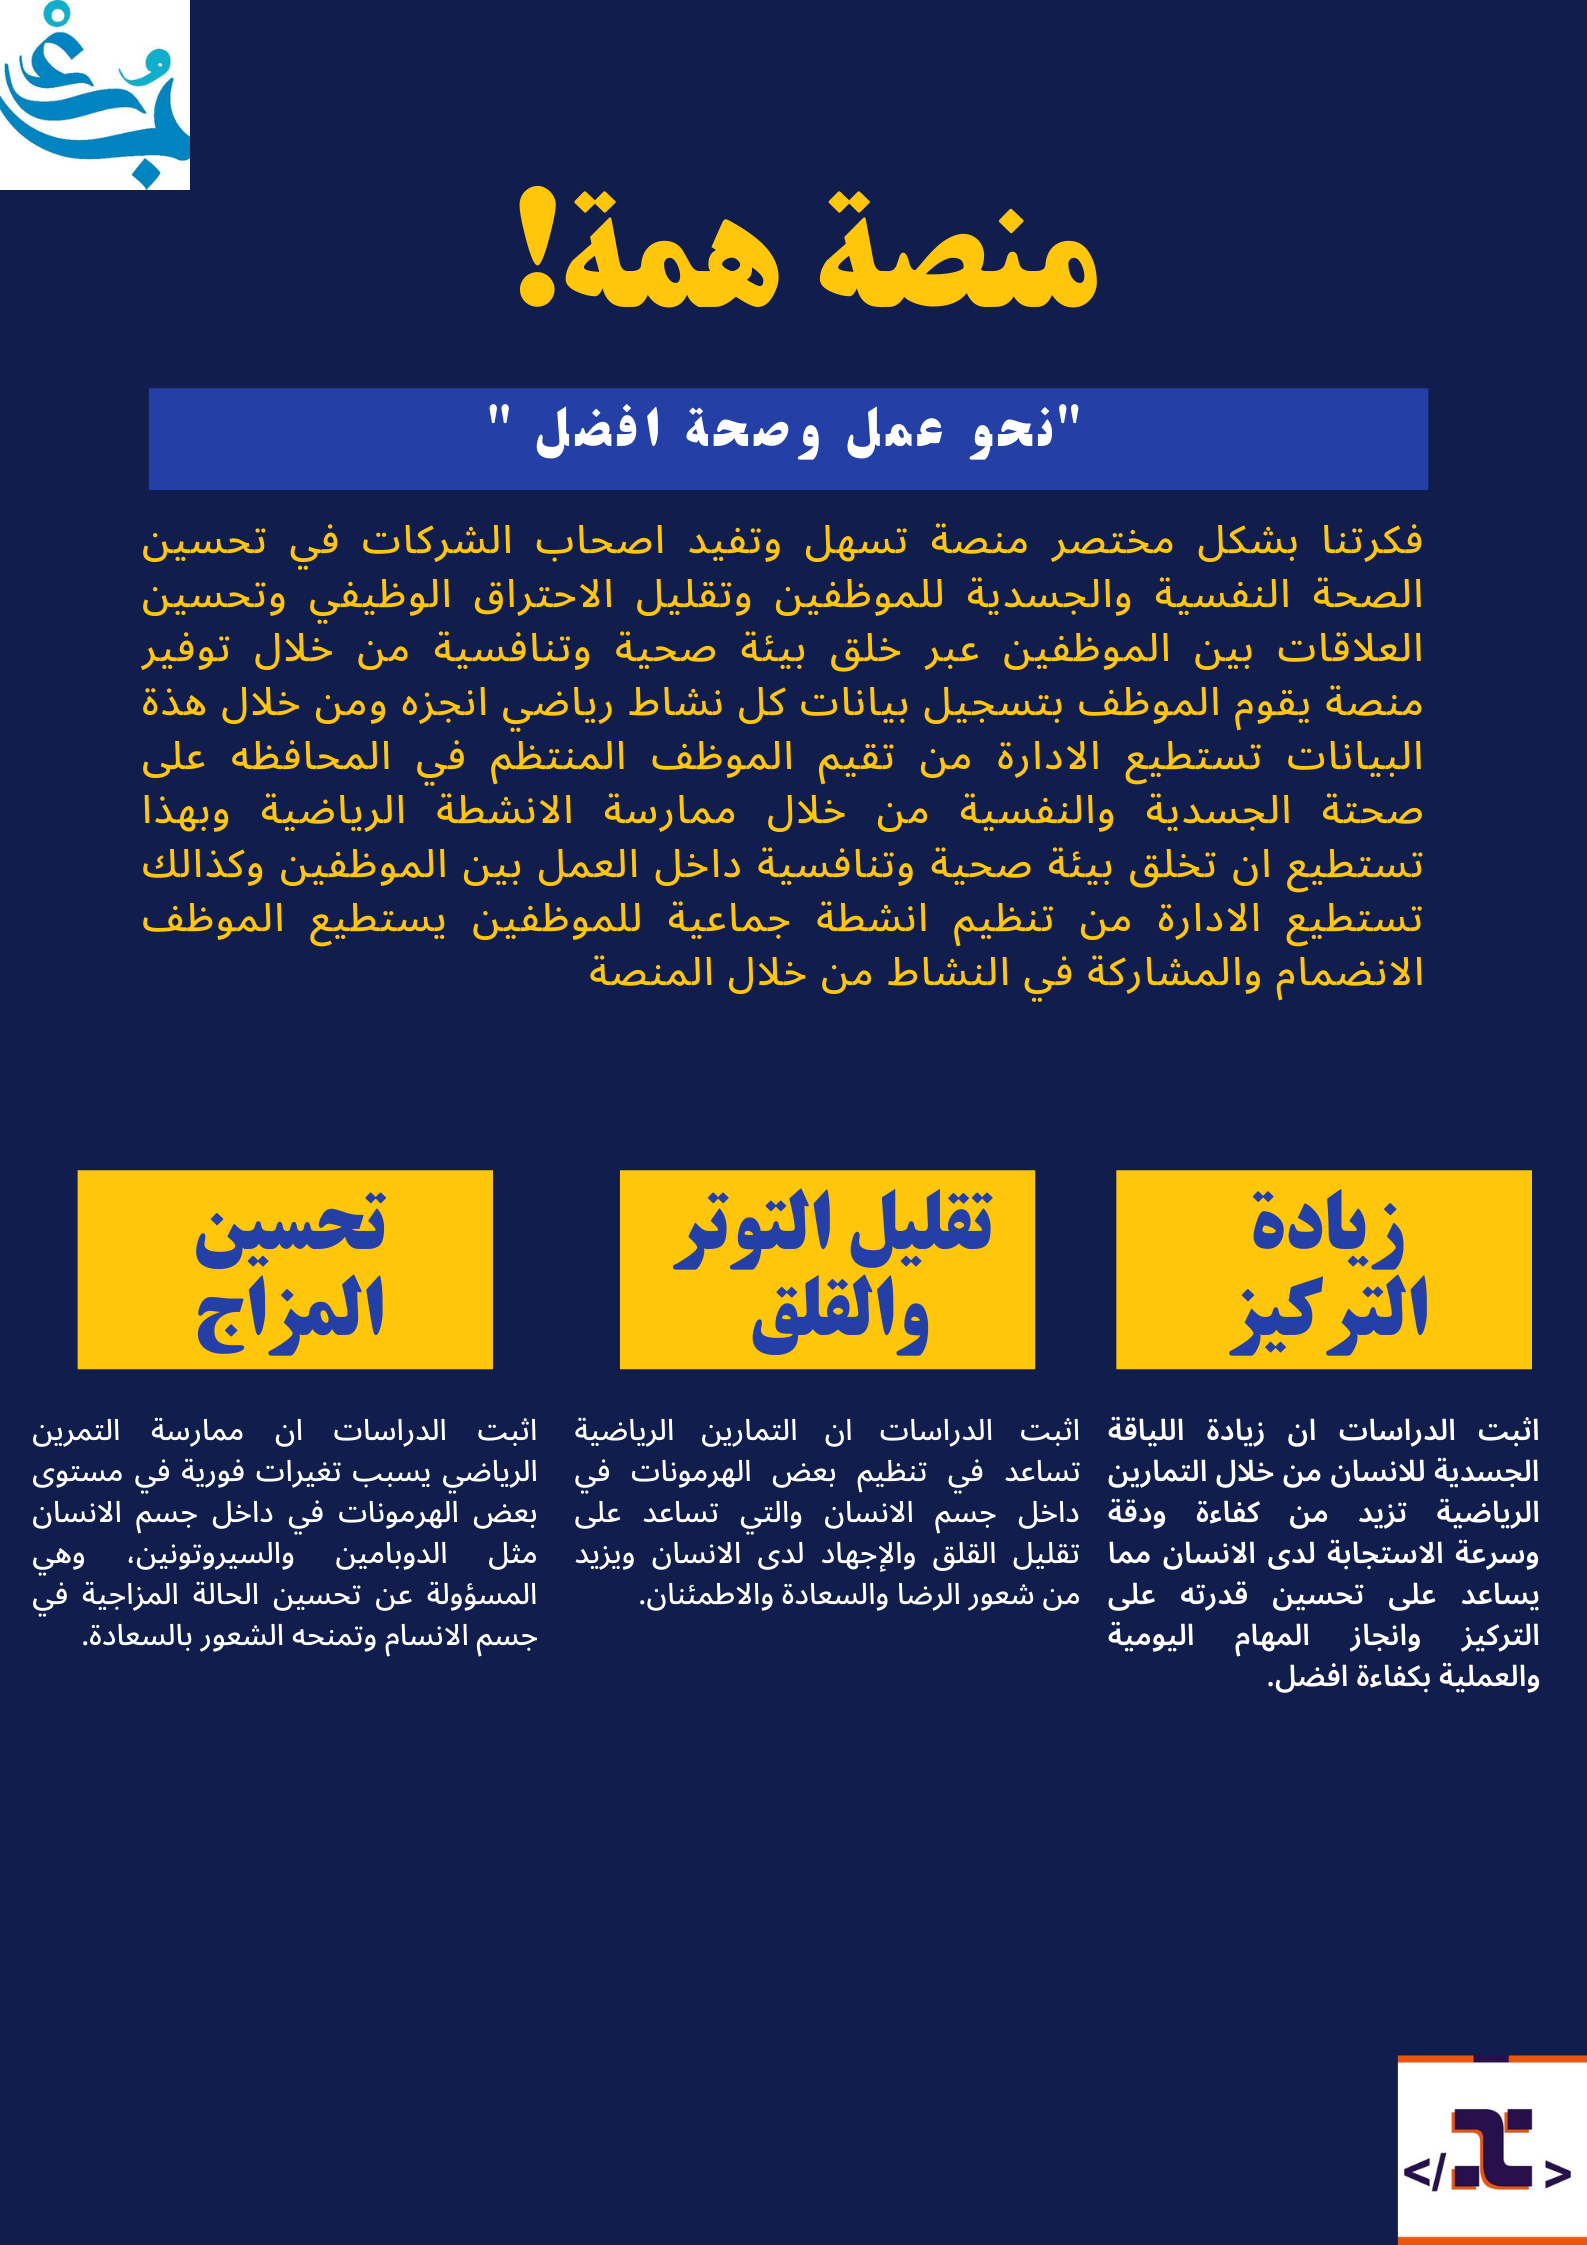 منصة همة!
"نحو عمل وصحة افضل "
فكرتنا بشكل مختصر منصة تسهل وتفيد اصحاب الشركات في تحسين
الصحة النفسية والجسدية للموظفين وتقليل الاحتراق الوظيفي وتحسين
العلاقات بين الموظفين عبر خلق بيئة صحية وتنافسية من خلال توفير
منصة يقوم الموظف بتسجيل بيانات كل نشاط رياضي انجزه ومن خلال هذة
البيانات تستطيع الادارة من تقيم الموظف المنتظم في المحافظه على
صحتة الجسدية والنفسية من خلال ممارسة الانشطة الرياضية وبهذا
تستطيع ان تخلق بيئة صحية وتنافسية داخل العمل بين الموظفين وكذالك
تستطيع الادارة من تنظيم انشطة جماعية للموظفين يستطيع الموظف
الانضمام والمشاركة في النشاط من خلال المنصة
زيادة
التركيز
اثبت الدراسات ان زيادة اللياقة
الجسدية للانسان من خلال التمارين
الرياضية تزيد من كفاءة ودقة
وسرعة الاستجابة لدى الانسان مما
يساعد على تحسين قدرته على
التركيز وانجاز المهام اليومية
والعملية بكفاءة افضل.
تقليل التوتر
والقلق
اثبت الدراسات ان التمارين الرياضية
تساعد في تنظيم بعض الهرمونات في
داخل جسم الانسان والتي تساعد على
تقليل القلق والإجهاد لدى الانسان ويزيد
من شعور الرضا والسعادة والاطمئنان.
تحسين
المزاج
اثبت الدراسات ان ممارسة التمرين
الرياضي يسبب تغيرات فورية في مستوى
بعض الهرمونات في داخل جسم الانسان
مثل الدوبامين والسيروتونين، وهي
المسؤولة عن تحسين الحالة المزاجية في
جسم الانسام وتمنحه الشعور بالسعادة.